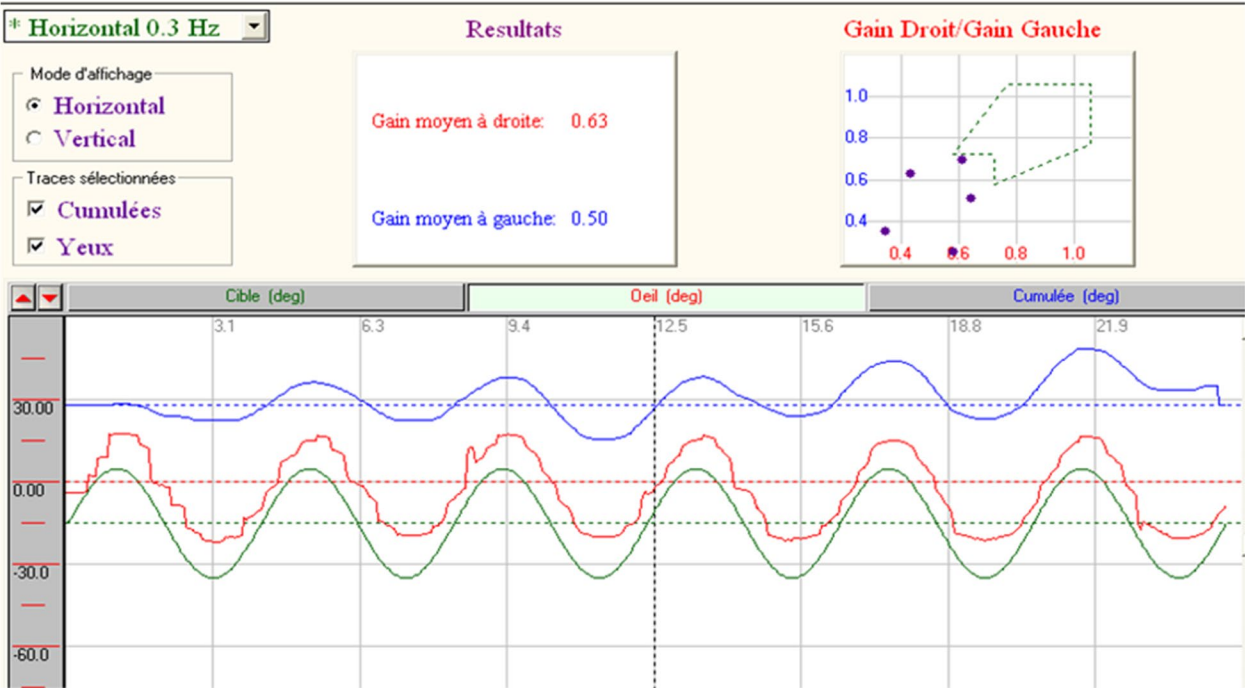 * Horizontal 0.3 Hz
Mode d'affichage
Horizontal
Vertical
Traces sélectionnées
Cumulées
Yeux
Resultats
Gain moyen à droite: 0.63
Gain moyen à gauche: 0.50
Gain Droit/Gain Gauche
1.0
0.8
0.6
0.4
0.4 0.6 0.8 1.0
Cible (deg) Oeil (deg) Cumulée (deg)
3.1 6.3 9.4 12.5 15.6 18.8 21.9
30.00
0.00
-30.0
-60.0